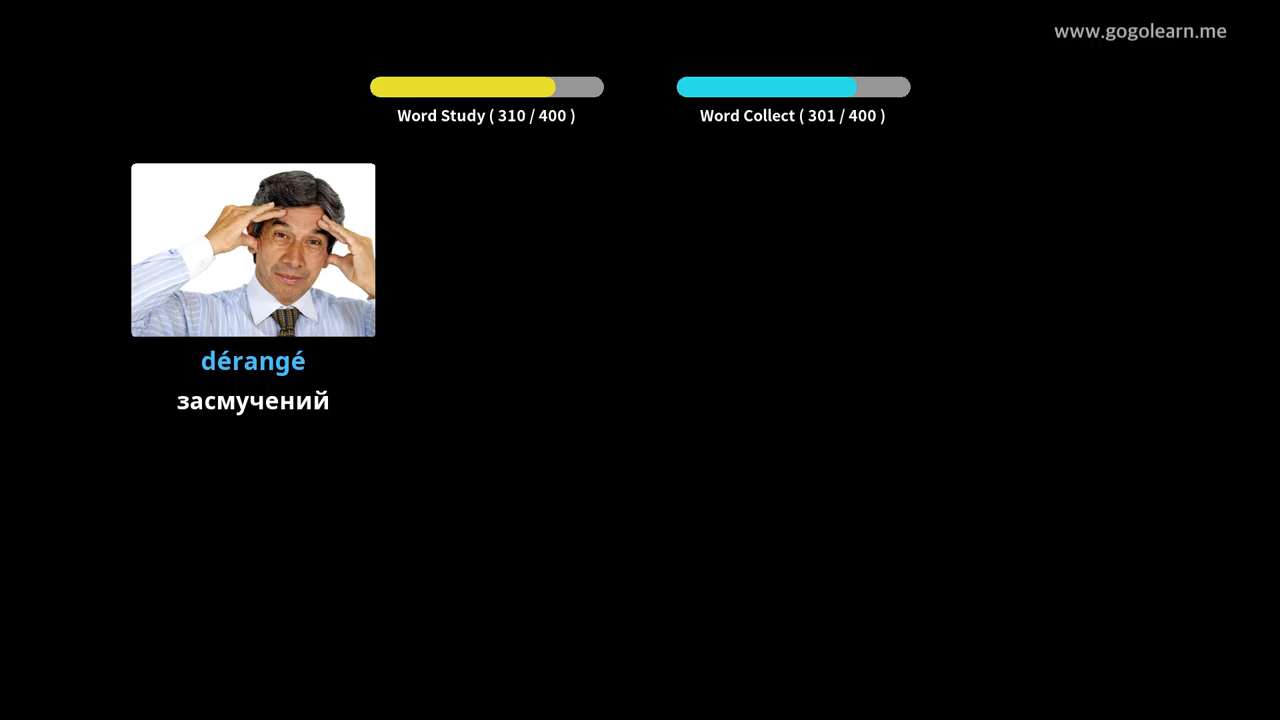 www.gogolearn.me
Word Study ( 310 / 400 )
Word Collect ( 301 / 400 )
dérangé
засмучений